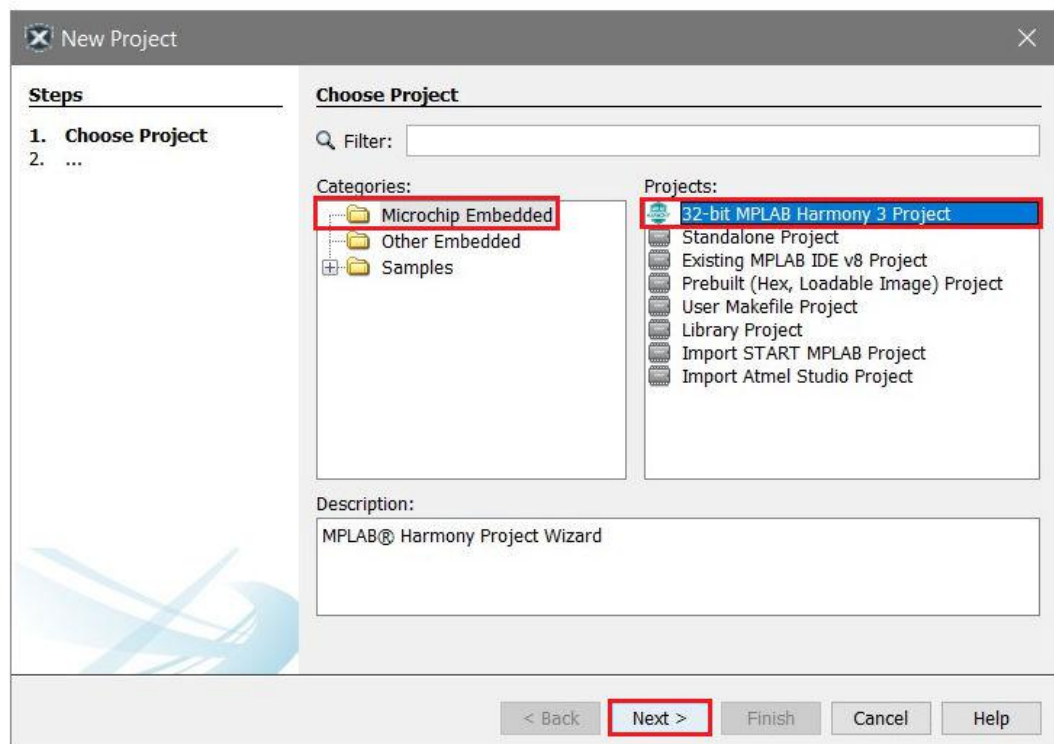 New Project
Steps
1. Choose Project
2. ...
Choose Project
Filter:
Categories:
Microchip Embedded
Other Embedded
Samples
Projects:
32-bit MPLAB Harmony 3 Project
Standalone Project
Existing MPLAB IDE v8 Project
Prebuilt (Hex, Loadable Image) Project
User Makefile Project
Library Project
Import START MPLAB Project
Import Atmel Studio Project
Description:
MPLAB® Harmony Project Wizard
< Back Next > Finish Cancel Help